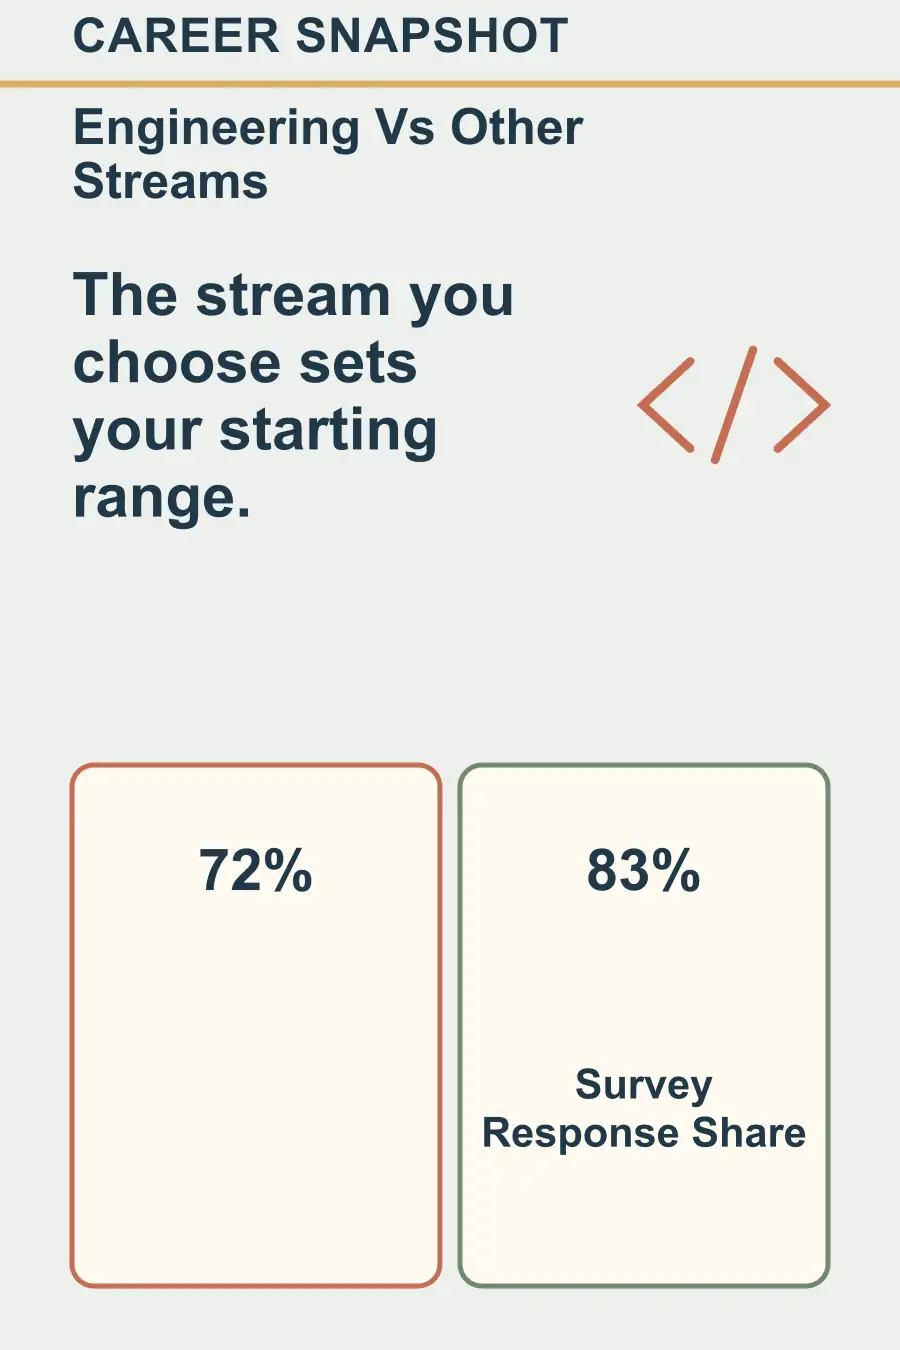 CAREER SNAPSHOT
Engineering Vs Other
Streams
The stream you
choose sets
your starting
range.
72%
83%
Survey
Response Share